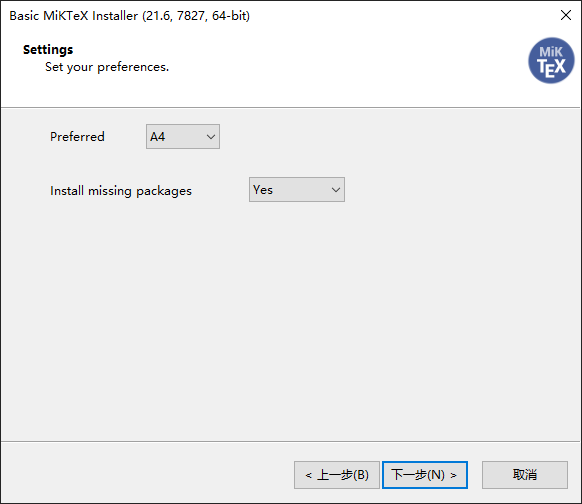 Basic MiKTeX Installer (21.6, 7827, 64-bit)
Settings
Set your preferences.
MiK
TEX
Preferred
A4
Install missing packages
Yes
< 上一步(B)
下一步(N) >
取消